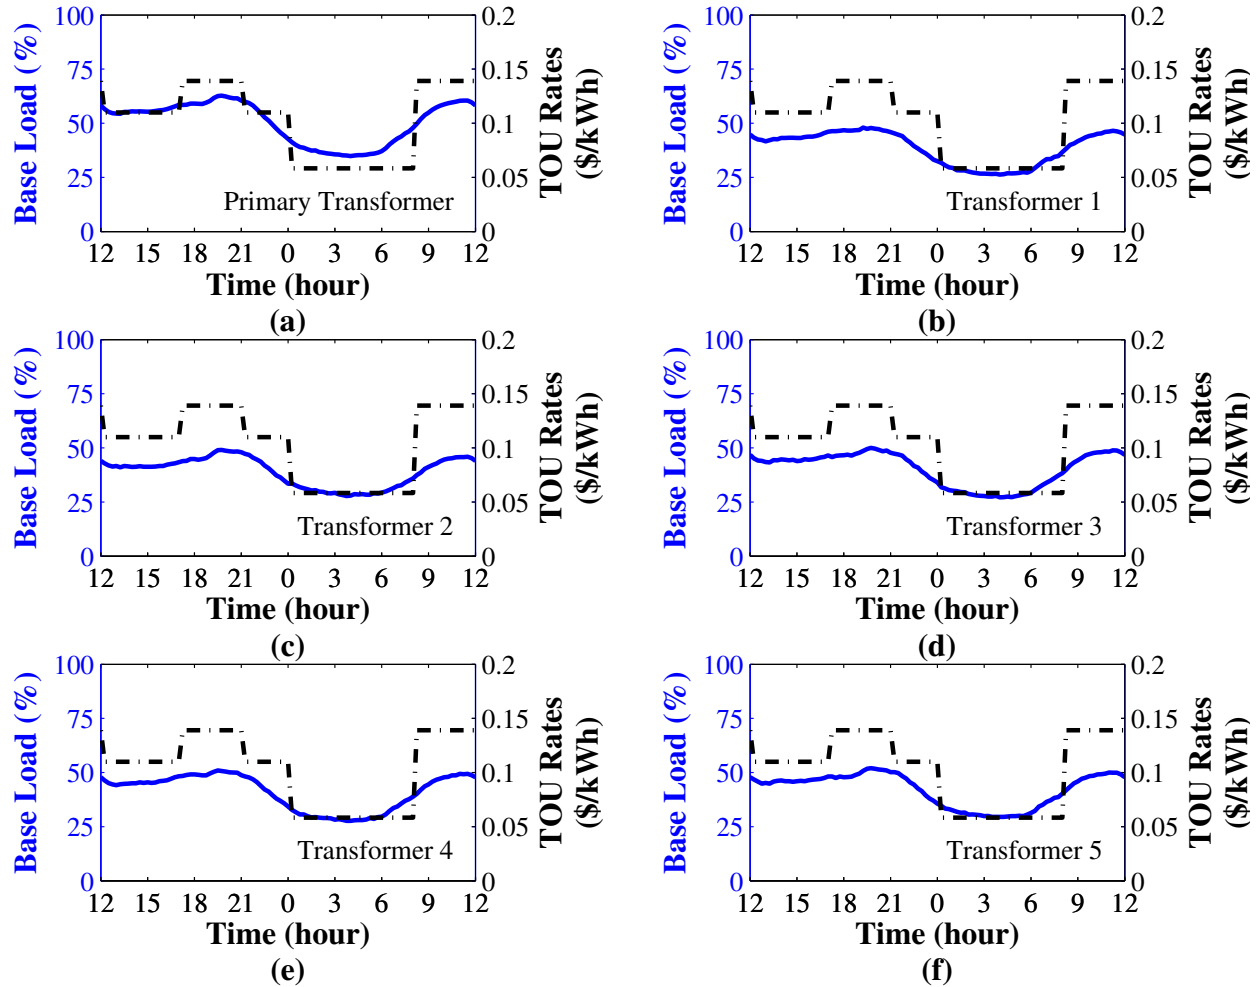 100
75
50
25
0
Base Load (%)
0.2
0.15
0.1
0.05
0
TOU Rates
($/kWh)
Primary Transformer
12 15 18 21 0 3 6 9 12
Time (hour)
(a)
100
75
50
25
0
Base Load (%)
0.2
0.15
0.1
0.05
0
TOU Rates
($/kWh)
Transformer 1
12 15 18 21 0 3 6 9 12
Time (hour)
(b)
100
75
50
25
0
Base Load (%)
0.2
0.15
0.1
0.05
0
TOU Rates
($/kWh)
Transformer 2
12 15 18 21 0 3 6 9 12
Time (hour)
(c)
100
75
50
25
0
Base Load (%)
0.2
0.15
0.1
0.05
0
TOU Rates
($/kWh)
Transformer 3
12 15 18 21 0 3 6 9 12
Time (hour)
(d)
100
75
50
25
0
Base Load (%)
0.2
0.15
0.1
0.05
0
TOU Rates
($/kWh)
Transformer 4
12 15 18 21 0 3 6 9 12
Time (hour)
(e)
100
75
50
25
0
Base Load (%)
0.2
0.15
0.1
0.05
0
TOU Rates
($/kWh)
Transformer 5
12 15 18 21 0 3 6 9 12
Time (hour)
(f)